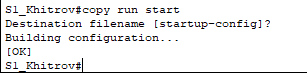 S1_Khitrov#copy run start
Destination filename [startup-config]?
Building configuration...
[OK]
S1_Khitrov#